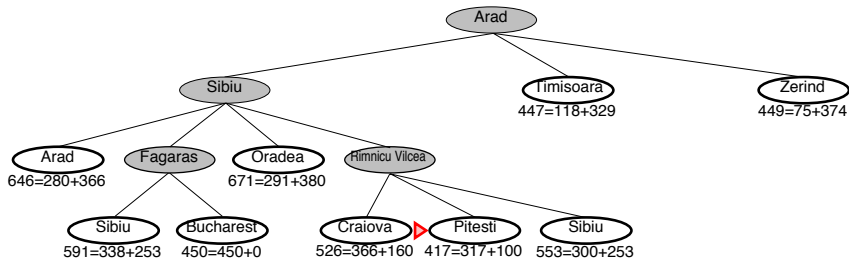 Arad
Sibiu
Timisoara
Zerind
447=118+329
449=75+374
Arad
Fagaras
Oradea
Rimnicu Vilcea
646=280+366
671=291+380
Sibiu
Bucharest
Craiova
Pitesti
Sibiu
591=338+253
450=450+0
526=366+160
417=317+100
553=300+253